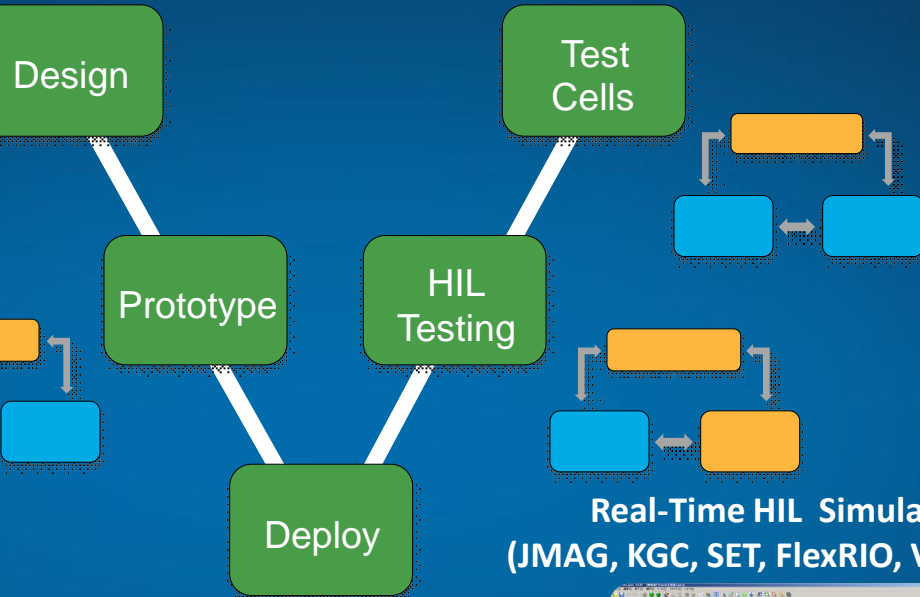 Design
Test
Cells
Prototype
HIL
Testing
Deploy
Real-Time HIL Simula
(JMAG, KGC, SET, FlexRIO, V